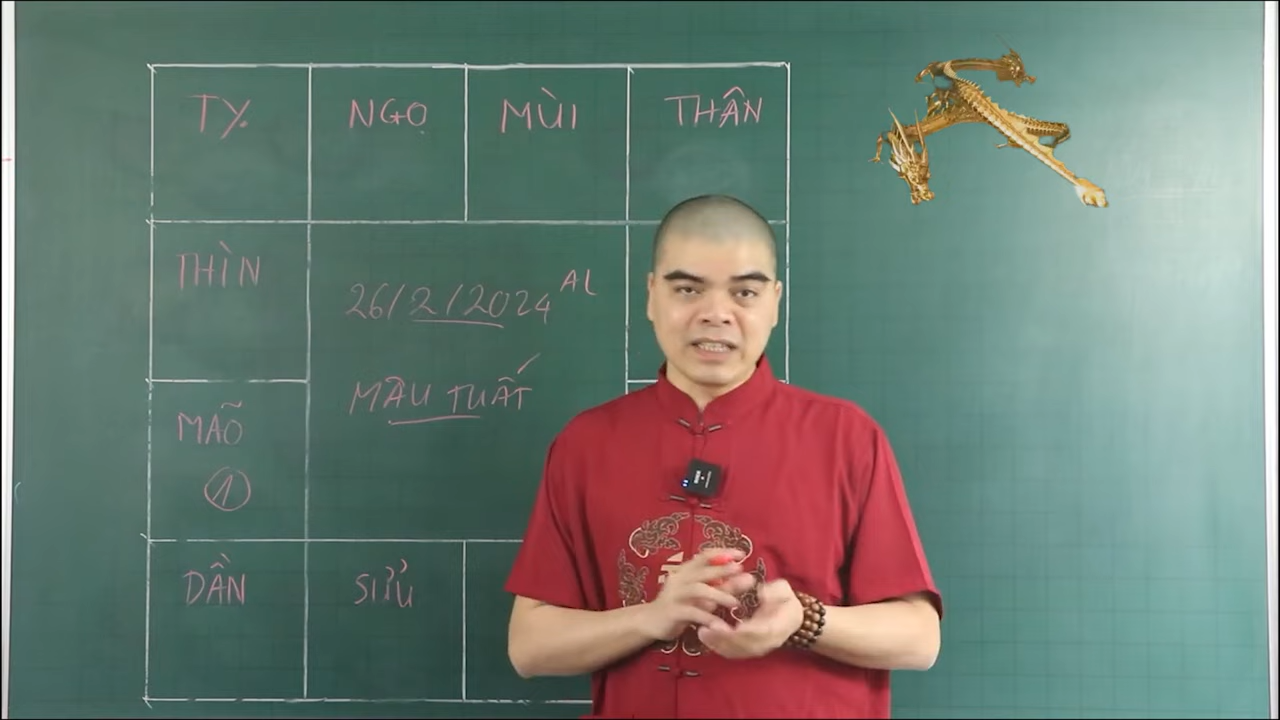 TỴ NGỌ MÙI THÂN
THÌN
26/2/2024 AL
MẬU TUẤT
MÃO
1
DẦN SỬU